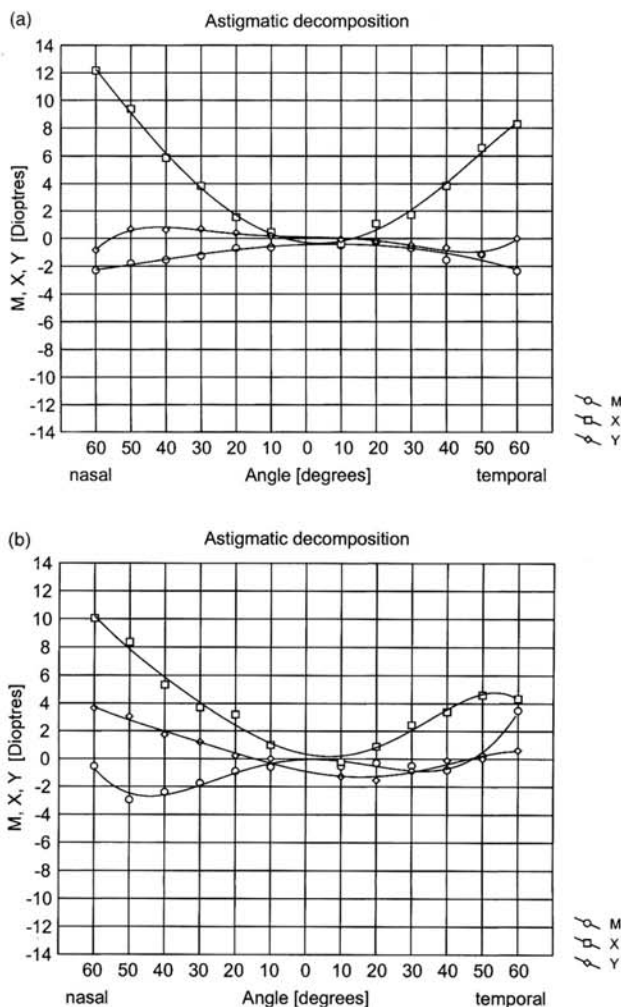 (a)
Astigmatic decomposition
14
12
10
8
6
4
2
0
-2
-4
-6
-8
-10
-12
-14
M, X, Y [Dioptres]
60 50 40 30 20 10 0 10 20 30 40 50 60
nasal Angle [degrees] temporal
M
X
Y
(b)
Astigmatic decomposition
14
12
10
8
6
4
2
0
-2
-4
-6
-8
-10
-12
-14
M, X, Y [Dioptres]
60 50 40 30 20 10 0 10 20 30 40 50 60
nasal Angle [degrees] temporal
M
X
Y